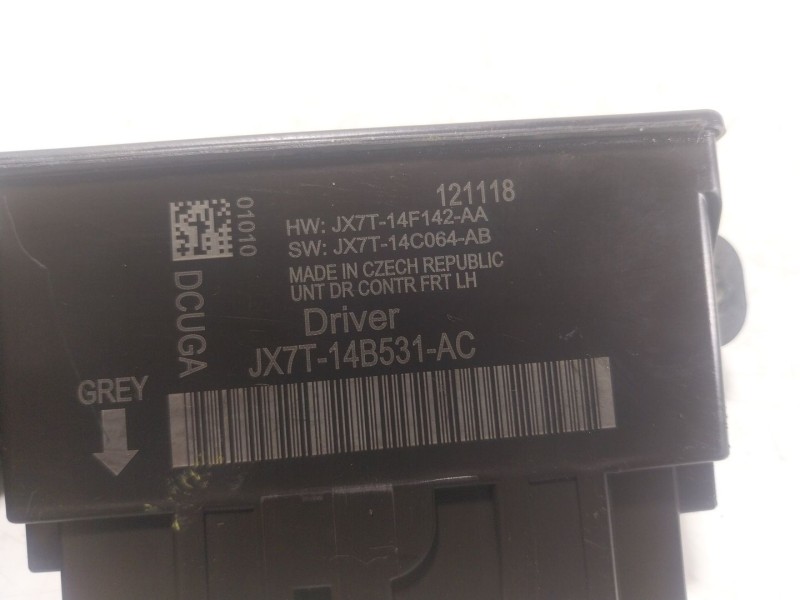 121118
01010
HW: JX7T-14F142-AA
SW: JX7T-14C064-AB
MADE IN CZECH REPUBLIC
UNT DR CONTR FRT LH
DCUGA
Driver
JX7T-14B531-AC
GREY